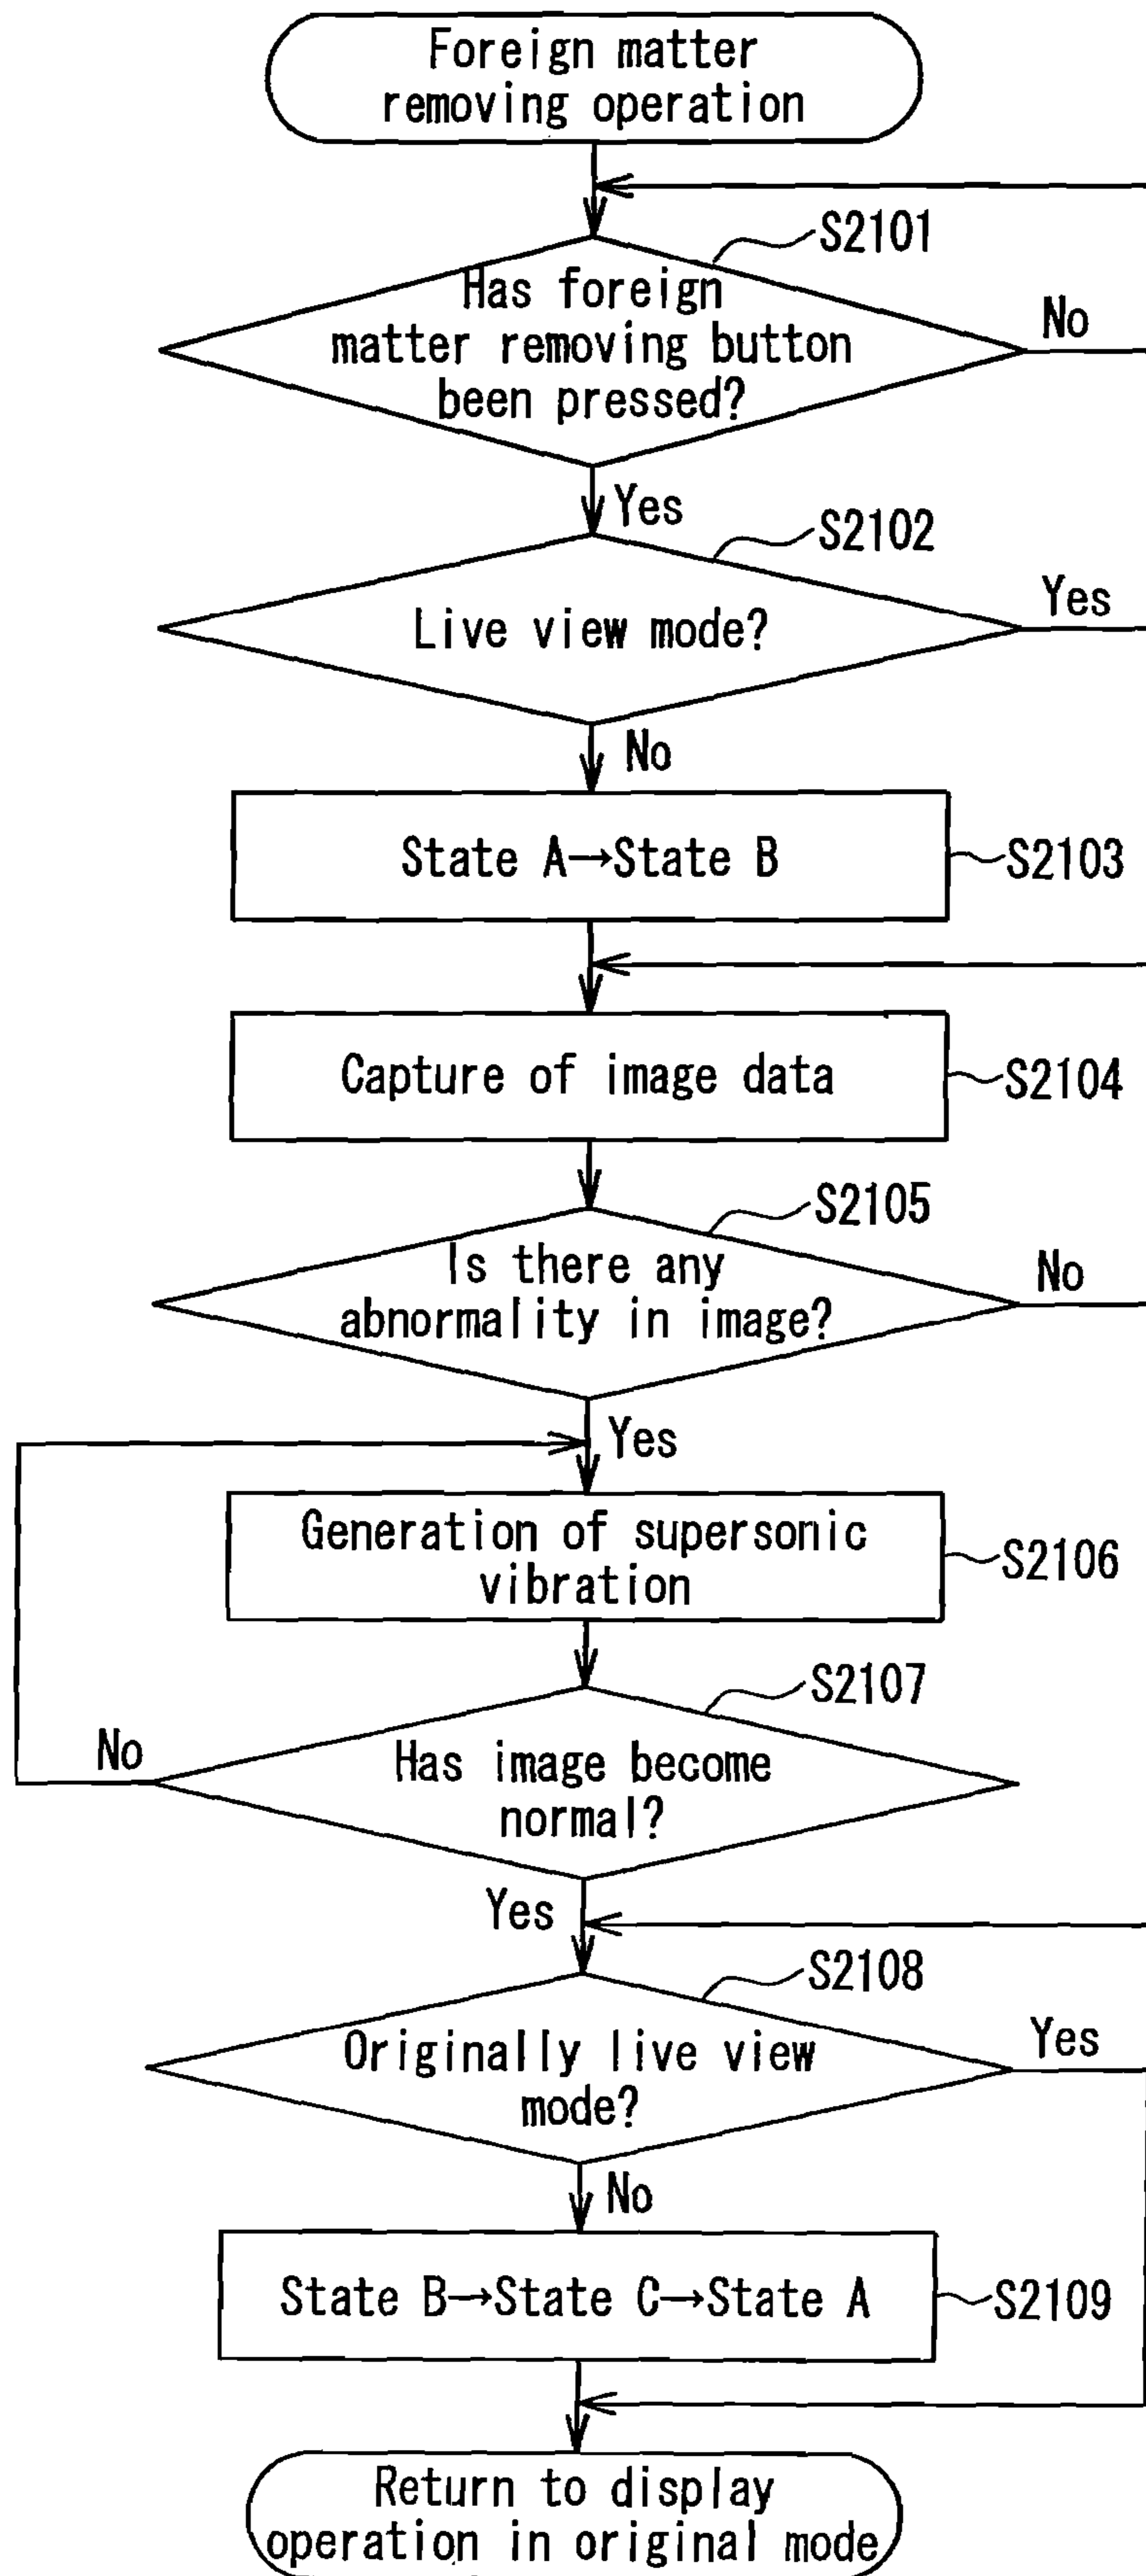 Foreign matter
removing operation
S2101
Has foreign
matter removing button
been pressed?
No
Yes
S2102
Live view mode?
Yes
No
State A→State B
S2103
Capture of image data
S2104
S2105
Is there any
abnormality in image?
No
Yes
Generation of supersonic
vibration
S2106
S2107
Has image become
normal?
No
Yes
S2108
Originally live view
mode?
Yes
No
State B→State C→State A
S2109
Return to display
operation in original mode